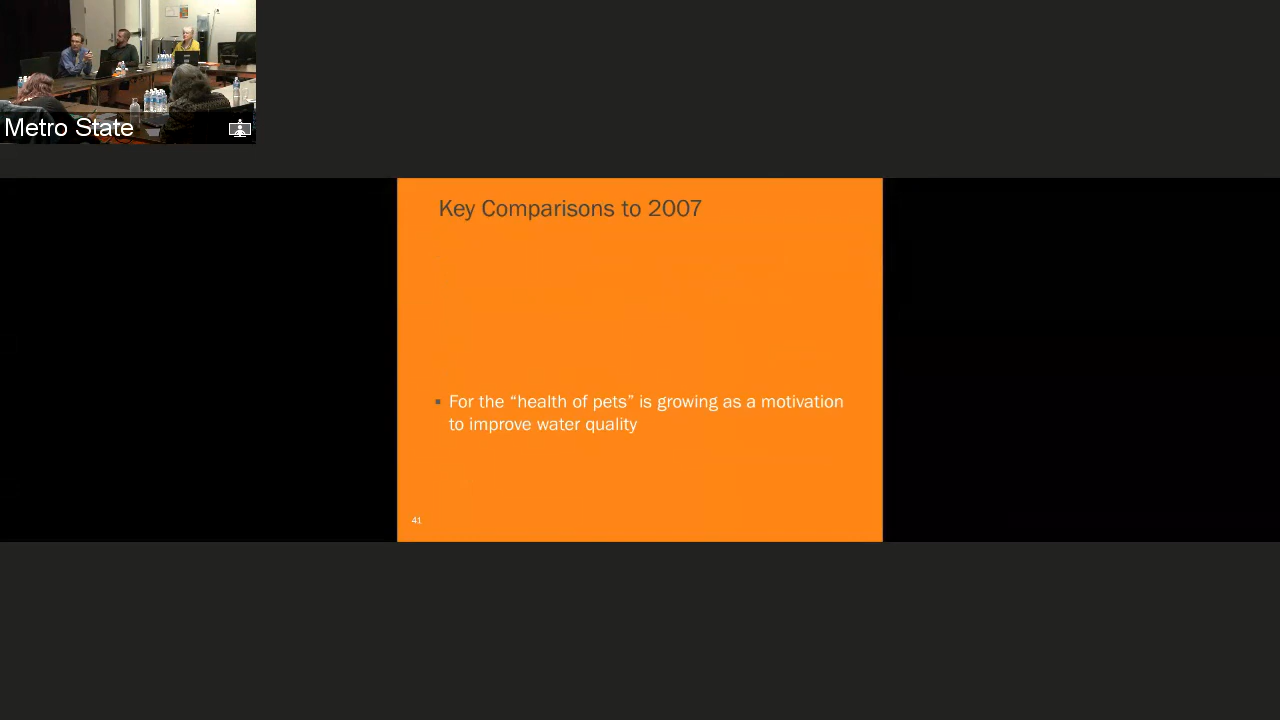 Metro State
Key Comparisons to 2007
▪ For the “health of pets” is growing as a motivation
to improve water quality
41